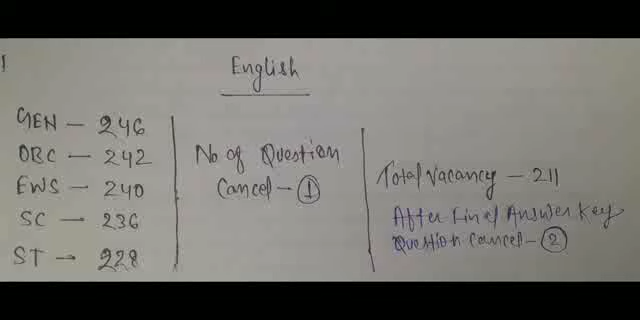 English
GEN — 246
OBC — 242
EWS — 240
SC — 236
ST — 228
No of Question
Cancel - 1
Total vacancy - 211
After Final Answer key
Question cancel - 2